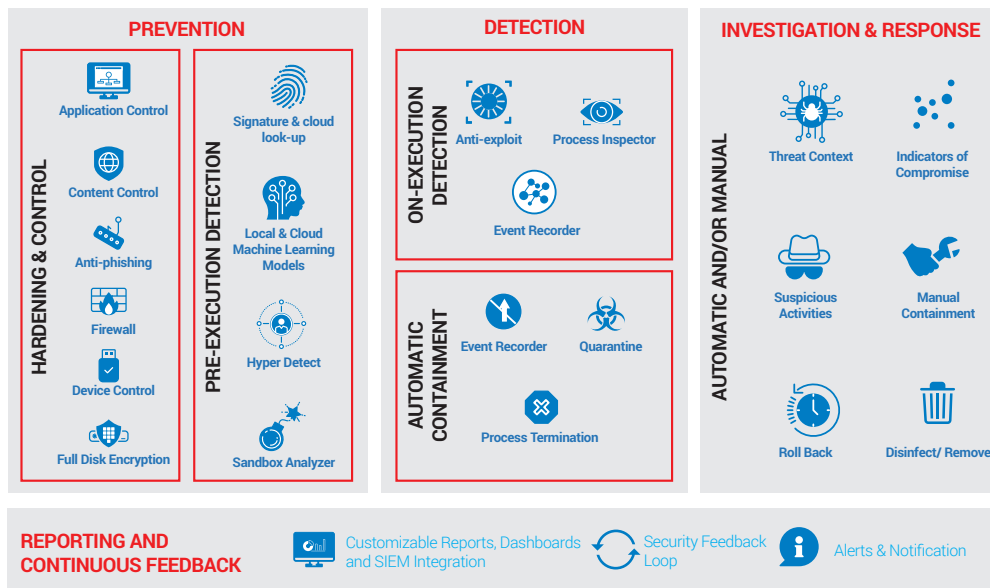 PREVENTION
HARDENING & CONTROL
Application Control
Content Control
Anti-phishing
Firewall
Device Control
Full Disk Encryption
PRE-EXECUTION DETECTION
Signature & cloud
look-up
Local & Cloud
Machine Learning
Models
Hyper Detect
Sandbox Analyzer
DETECTION
ON-EXECUTION
DETECTION
Anti-exploit
Process Inspector
Event Recorder
AUTOMATIC
CONTAINMENT
Event Recorder
Quarantine
Process Termination
INVESTIGATION & RESPONSE
AUTOMATIC AND/OR MANUAL
Threat Context
Indicators of
Compromise
Suspicious
Activities
Manual
Containment
Roll Back
Disinfect/ Remove
REPORTING AND
CONTINUOUS FEEDBACK
Customizable Reports, Dashboards
and SIEM Integration
Security Feedback
Loop
Alerts & Notification